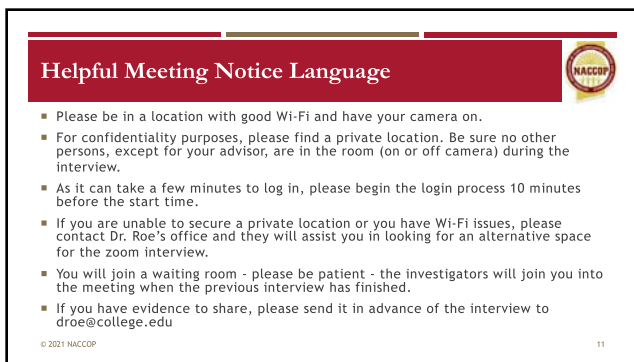 Helpful Meeting Notice Language
NACCOP
■ Please be in a location with good Wi-Fi and have your camera on.
■ For confidentiality purposes, please find a private location. Be sure no other
persons, except for your advisor, are in the room (on or off camera) during the
interview.
■ As it can take a few minutes to log in, please begin the login process 10 minutes
before the start time.
■ If you are unable to secure a private location or you have Wi-Fi issues, please
contact Dr. Roe’s office and they will assist you in looking for an alternative space
for the zoom interview.
■ You will join a waiting room - please be patient - the investigators will join you into
the meeting when the previous interview has finished.
■ If you have evidence to share, please send it in advance of the interview to
droe@college.edu
© 2021 NACCOP
11